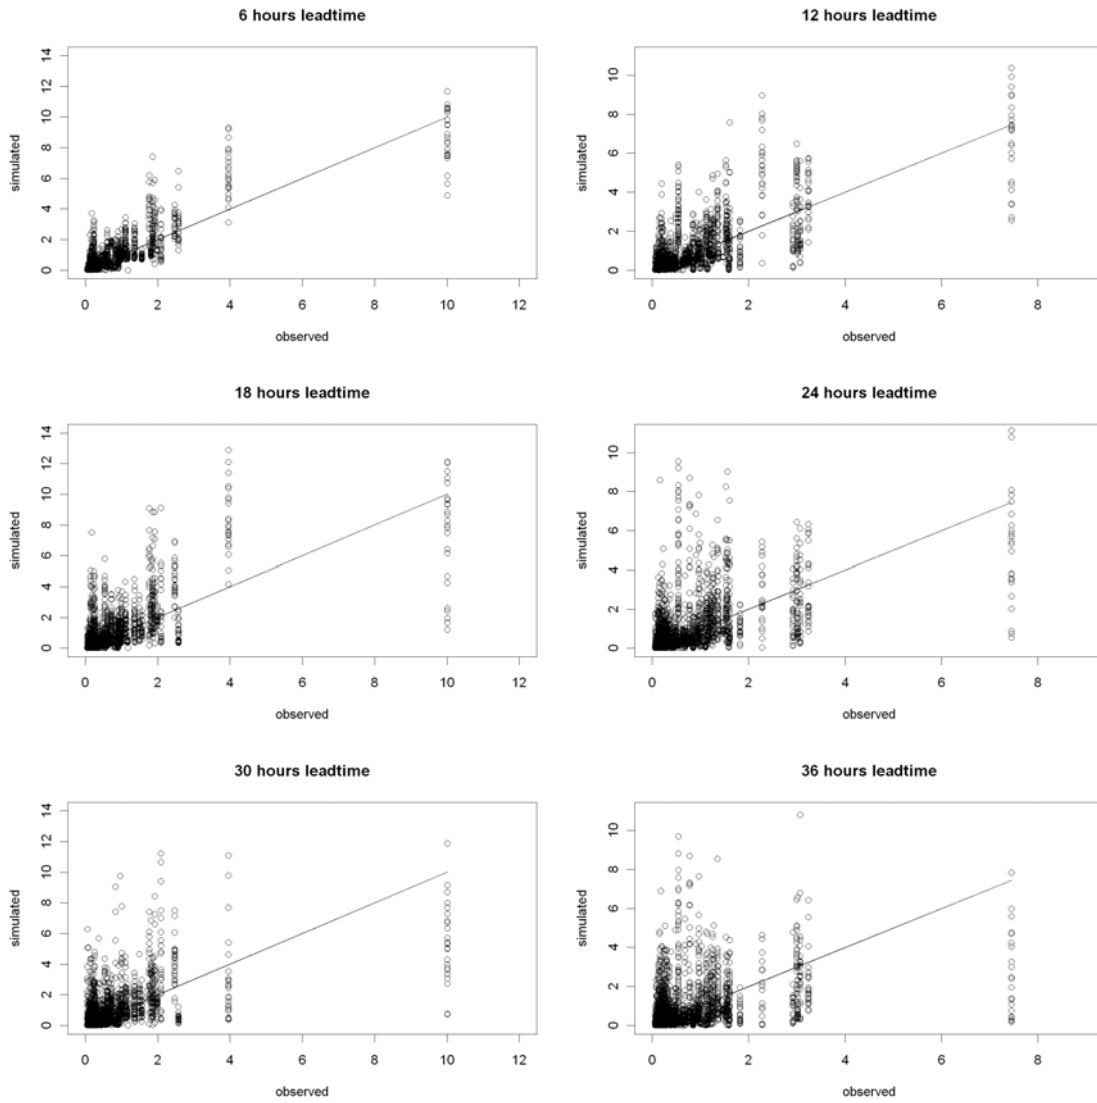 6 hours leadtime
14
12
10
8
6
4
2
0
simulated
0 2 4 6 8 10 12
observed
12 hours leadtime
10
8
6
4
2
0
simulated
0 2 4 6 8
observed
18 hours leadtime
14
12
10
8
6
4
2
0
simulated
0 2 4 6 8 10 12
observed
24 hours leadtime
10
8
6
4
2
0
simulated
0 2 4 6 8
observed
30 hours leadtime
14
12
10
8
6
4
2
0
simulated
0 2 4 6 8 10 12
observed
36 hours leadtime
10
8
6
4
2
0
simulated
0 2 4 6 8
observed